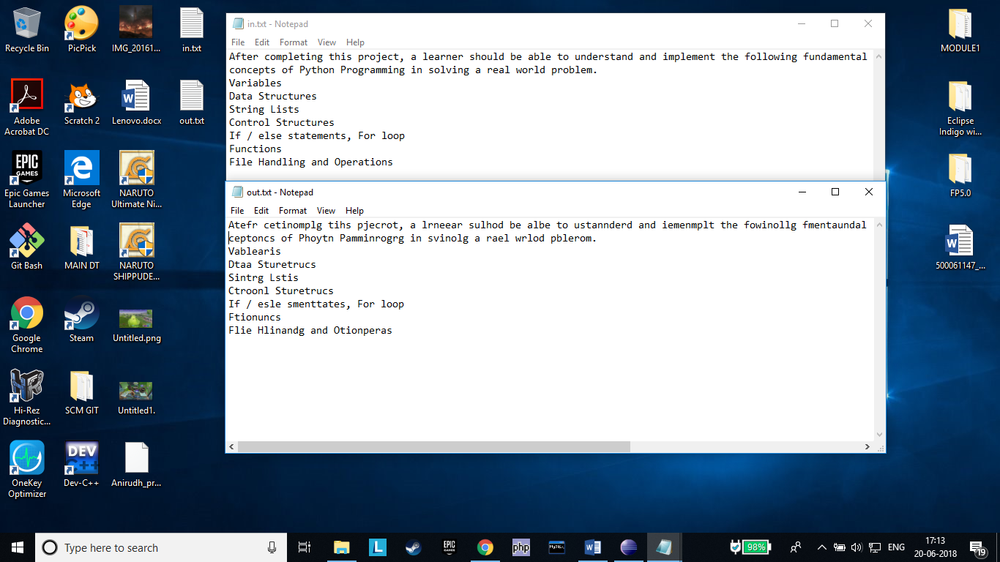 Recycle Bin
PicPick
IMG_20161...
in.txt
Adobe
Acrobat DC
Scratch 2
Lenovo.docx
out.txt
EPIC
GAMES
Epic Games
Launcher
Microsoft
Edge
NARUTO
Ultimate Ni...
Git Bash
MAIN DT
NARUTO
SHIPPUDE...
Google
Chrome
Steam
Untitled.png
Hi-Rez
Diagnostic...
SCM GIT
Untitled1.
OneKey
Optimizer
DEV
C++
Dev-C++
Anirudh_pr...
in.txt - Notepad
File Edit Format View Help
After completing this project, a learner should be able to understand and implement the following fundamental
concepts of Python Programming in solving a real world problem.
Variables
Data Structures
String Lists
Control Structures
If / else statements, For loop
Functions
File Handling and Operations
out.txt - Notepad
File Edit Format View Help
Atefr cetinomplg tihs pjecrot, a lrneear sulhod be albe to ustannderd and iemenmplt the fowinollg fmentaundal
ceptoncs of Phoytn Pamminrogrg in svinolg a rael wrlod pblerom.
Vablearis
Dtaa Sturetrucs
Sintrg Lstis
Ctroonl Sturetrucs
If / esle smenttates, For loop
Ftionuncs
Flie Hlinandg and Otionperas
MODULE1
Eclipse
Indigo wi...
FP5.0
500061147_...
Type here to search
L
EPIC
GAMES
php
MySQL
98%
ENG
17:13
20-06-2018
19